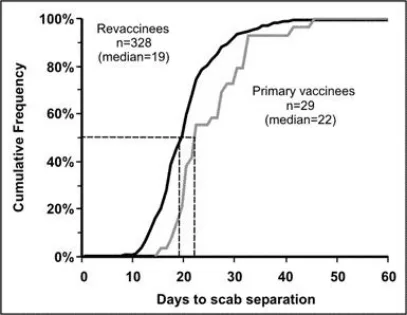 Revaccinees
n=328
(median=19)
Primary vaccinees
n=29
(median=22)
Cumulative Frequency
100%
80%
60%
40%
20%
0%
0 10 20 30 40 50 60
Days to scab separation